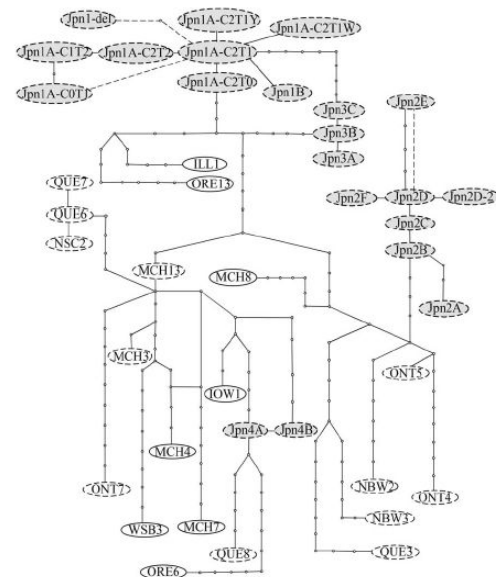 Jpn1-del
Jpn1A-C2T1Y
Jpn1A-C2T1W
Jpn1A-C1T2
Jpn1A-C2T2
Jpn1A-C2T1
Jpn1A-C0T
Jpn1A-C2T0
Jpn1B
Jpn3C
Jpn2E
Jpn3B
Jpn3A
ILL1
QUE7
ORE13
Jpn2F
Jpn2D
Jpn2D-2
QUE6
Jpn2C
NSC2
Jpn2B
MCH13
MCH8
Jpn2A
MCH3
ONT5
IOW1
Jpn4A
Jpn4B
MCH4
ONT7
NBW2
ONT4
WSB3
MCH7
NBW3
QUE8
QUE3
ORE6